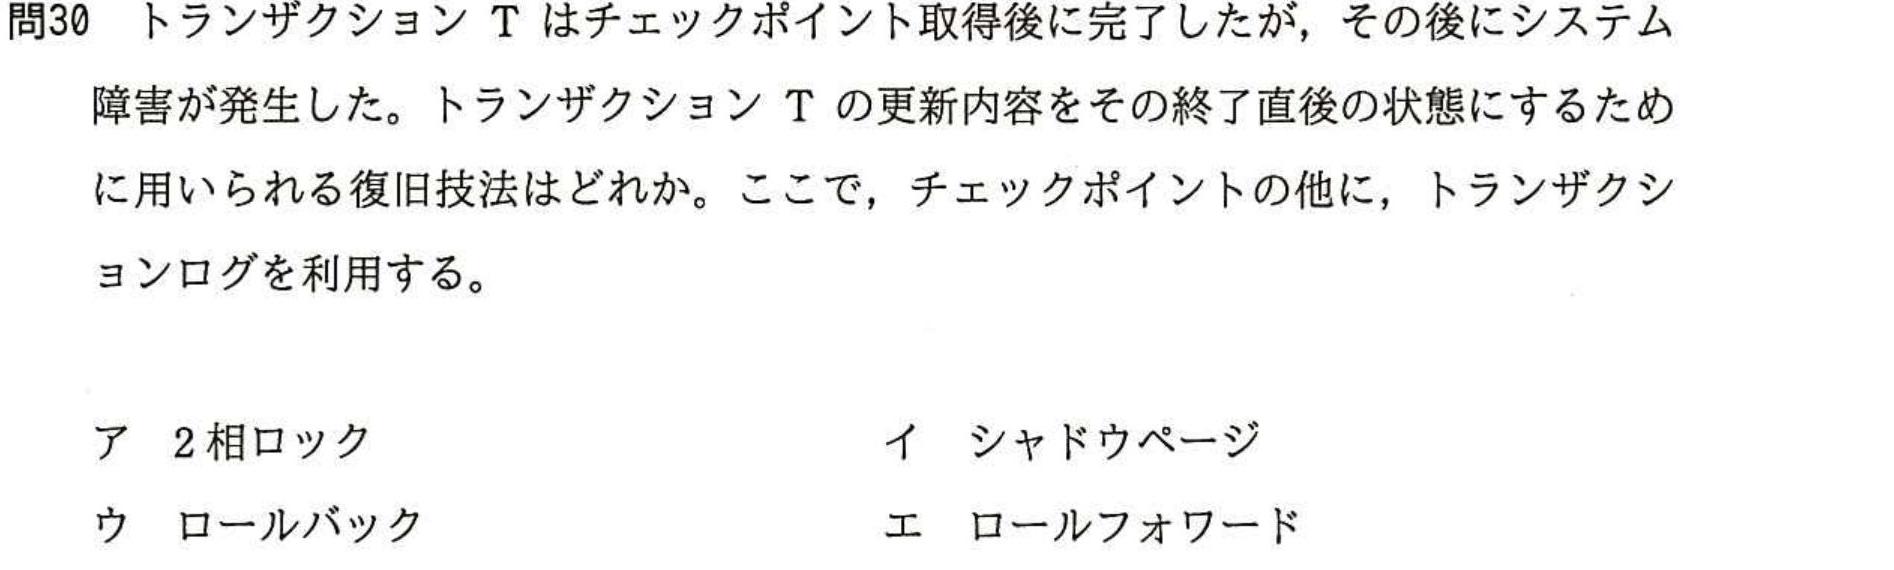 問30 トランザクション T はチェックポイント取得後に完了したが，その後にシステム
障害が発生した。トランザクション T の更新内容をその終了直後の状態にするため
に用いられる復旧技法はどれか。ここで，チェックポイントの他に，トランザクシ
ョンログを利用する。
ア 2相ロック イ シャドウページ
ウ ロールバック エ ロールフォワード